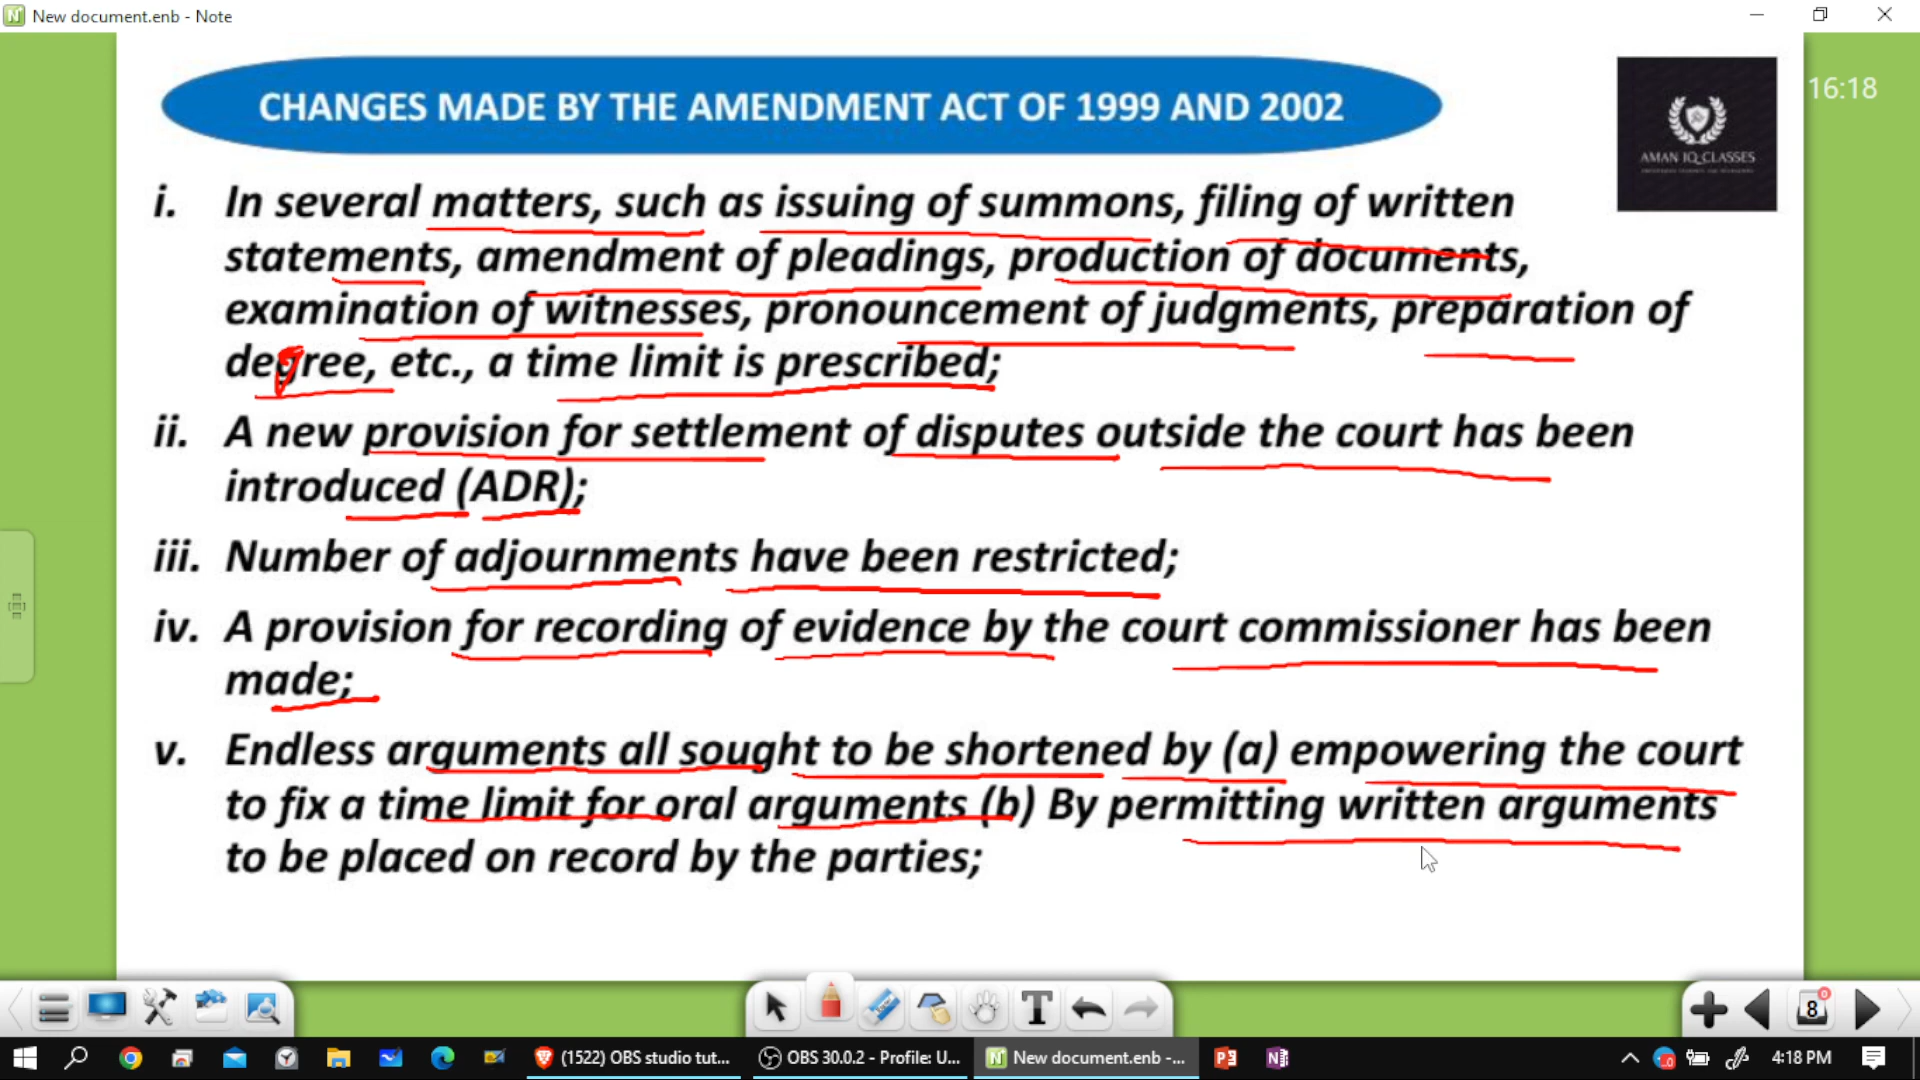 New document.enb - Note
CHANGES MADE BY THE AMENDMENT ACT OF 1999 AND 2002
16:18
AMAN IQ CLASSES
i. In several matters, such as issuing of summons, filing of written
statements, amendment of pleadings, production of documents,
examination of witnesses, pronouncement of judgments, preparation of
degree, etc., a time limit is prescribed;
ii. A new provision for settlement of disputes outside the court has been
introduced (ADR);
iii. Number of adjournments have been restricted;
iv. A provision for recording of evidence by the court commissioner has been
made;
v. Endless arguments all sought to be shortened by (a) empowering the court
to fix a time limit for oral arguments (b) By permitting written arguments
to be placed on record by the parties;
T
8
0
(1522) OBS studio tut...
OBS 30.0.2 - Profile: U...
New document.enb -...
4:18 PM